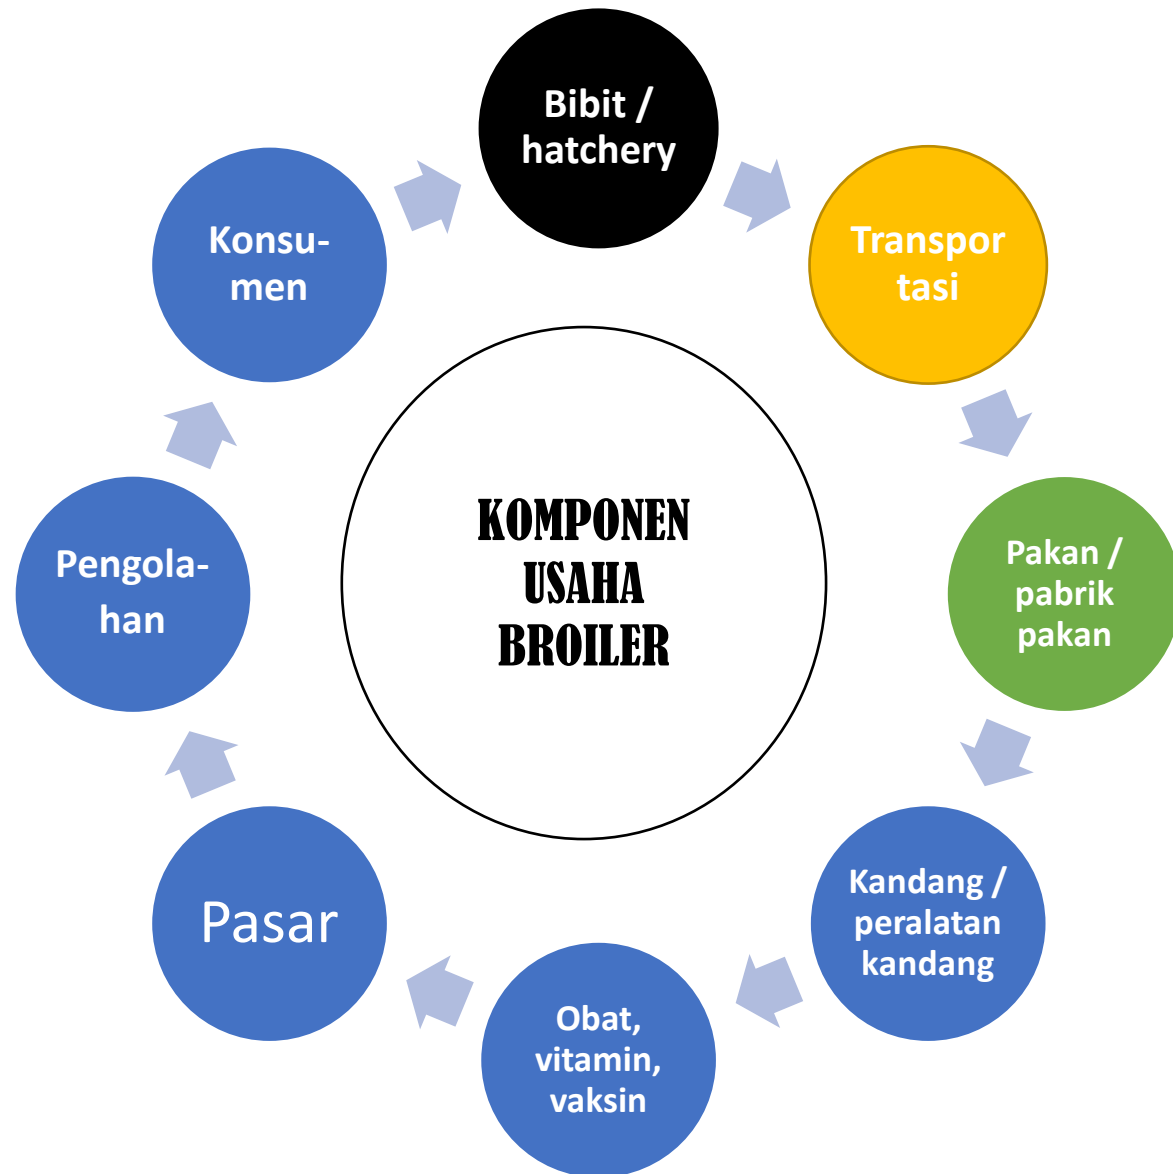 Bibit /
hatchery
Transpor
tasi
Pakan /
pabrik
pakan
Kandang /
peralatan
kandang
Obat,
vitamin,
vaksin
Pasar
Pengola-
han
Konsu-
men
KOMPONEN
USAHA
BROILER